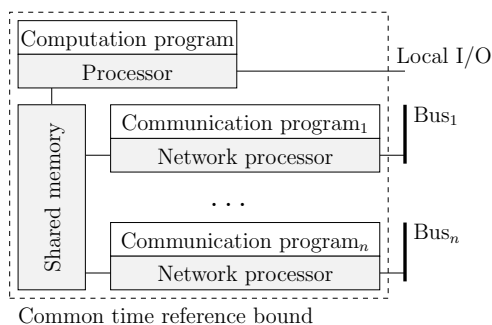 Computation program
Processor
Local I/O
Shared memory
Communication program₁
Network processor
Bus₁
...
Communication programₙ
Network processor
Busₙ
Common time reference bound